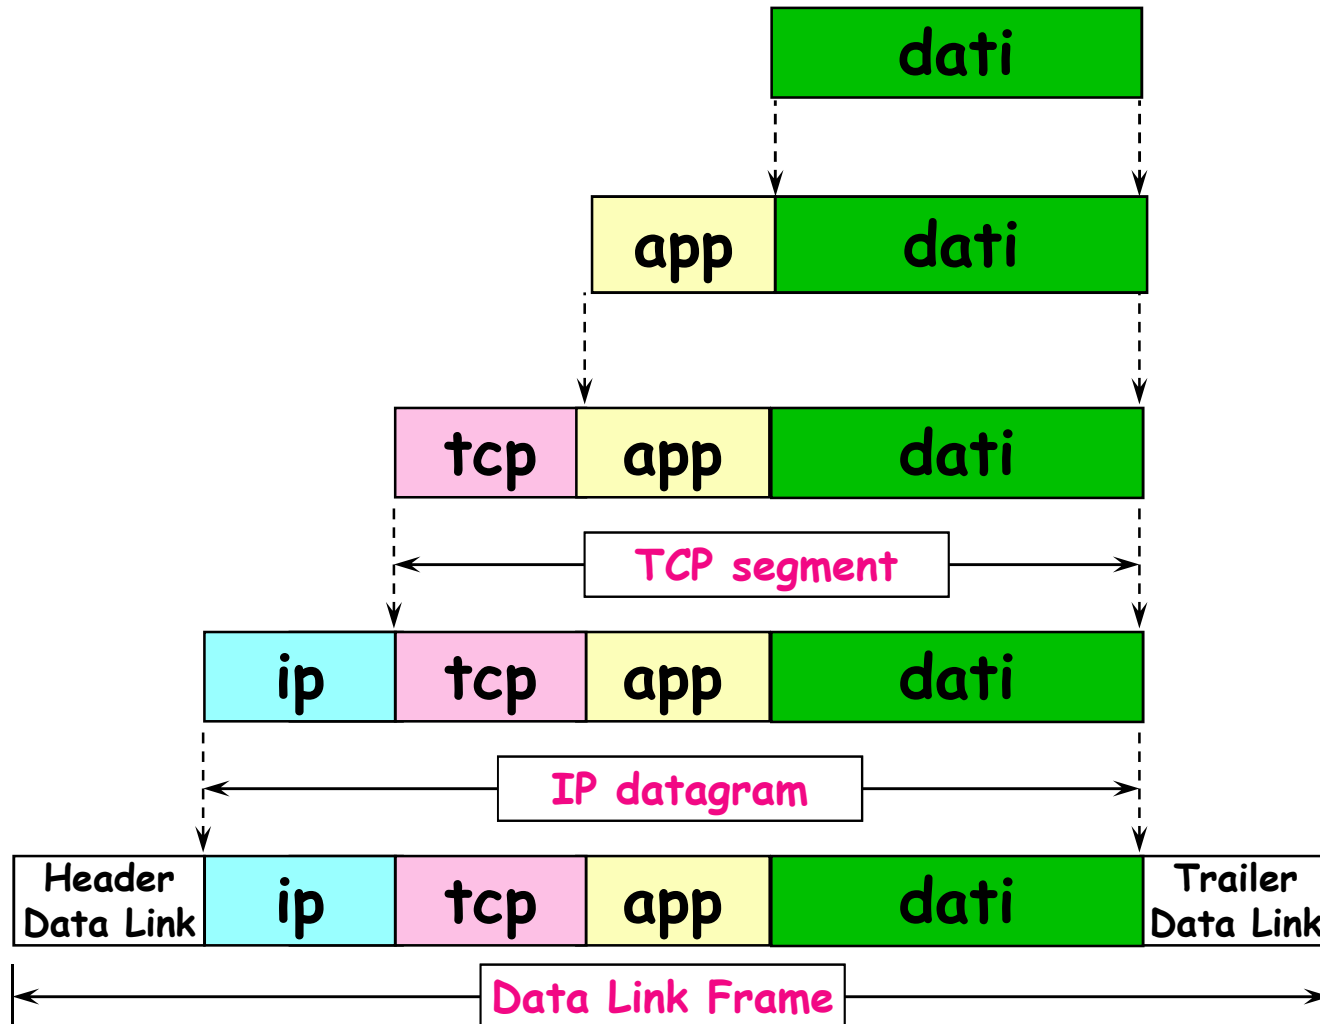 dati
app dati
tcp app dati
TCP segment
ip tcp app dati
IP datagram
Header
Data Link
ip tcp app dati
Trailer
Data Link
Data Link Frame